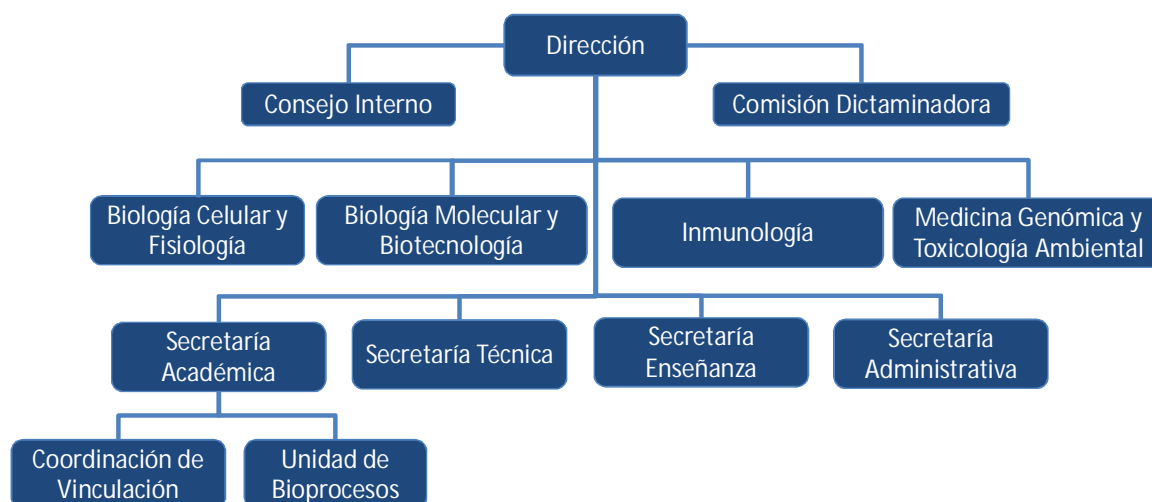 Dirección
Consejo Interno
Comisión Dictaminadora
Biología Celular y
Fisiología
Biología Molecular y
Biotecnología
Inmunología
Medicina Genómica y
Toxicología Ambiental
Secretaría
Académica
Secretaría Técnica
Secretaría
Enseñanza
Secretaría
Administrativa
Coordinación de
Vinculación
Unidad de
Bioprocesos